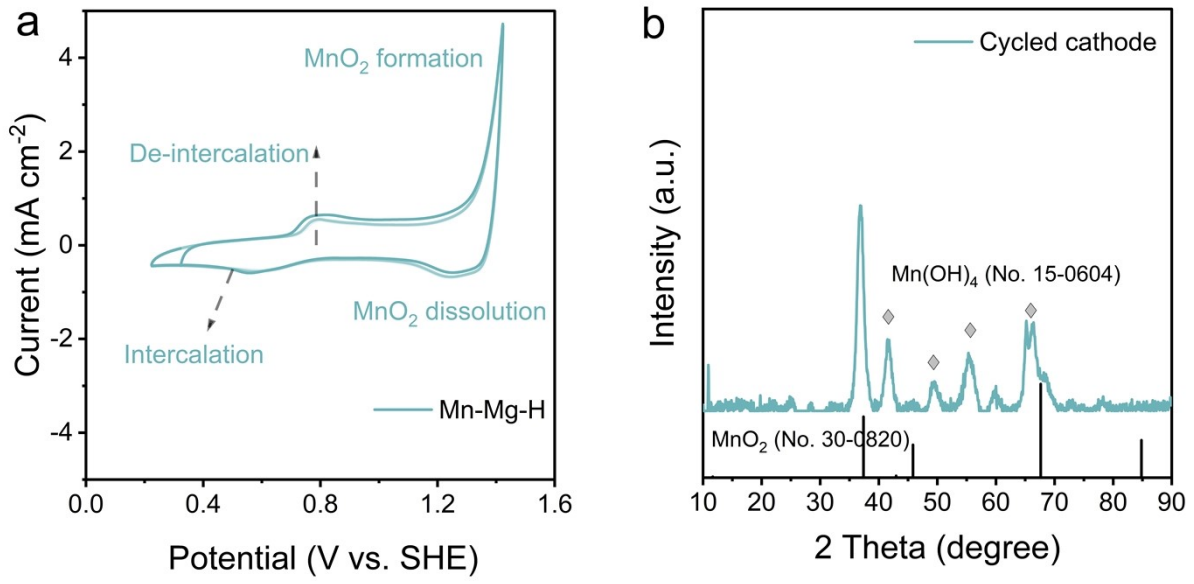 a
MnO₂ formation
De-intercalation
MnO₂ dissolution
Intercalation
Mn-Mg-H
Current (mA cm⁻²)
4
2
0
-2
-4
0.0 0.4 0.8 1.2 1.6
Potential (V vs. SHE)
b
Cycled cathode
Mn(OH)₄ (No. 15-0604)
MnO₂ (No. 30-0820)
Intensity (a.u.)
10 20 30 40 50 60 70 80 90
2 Theta (degree)